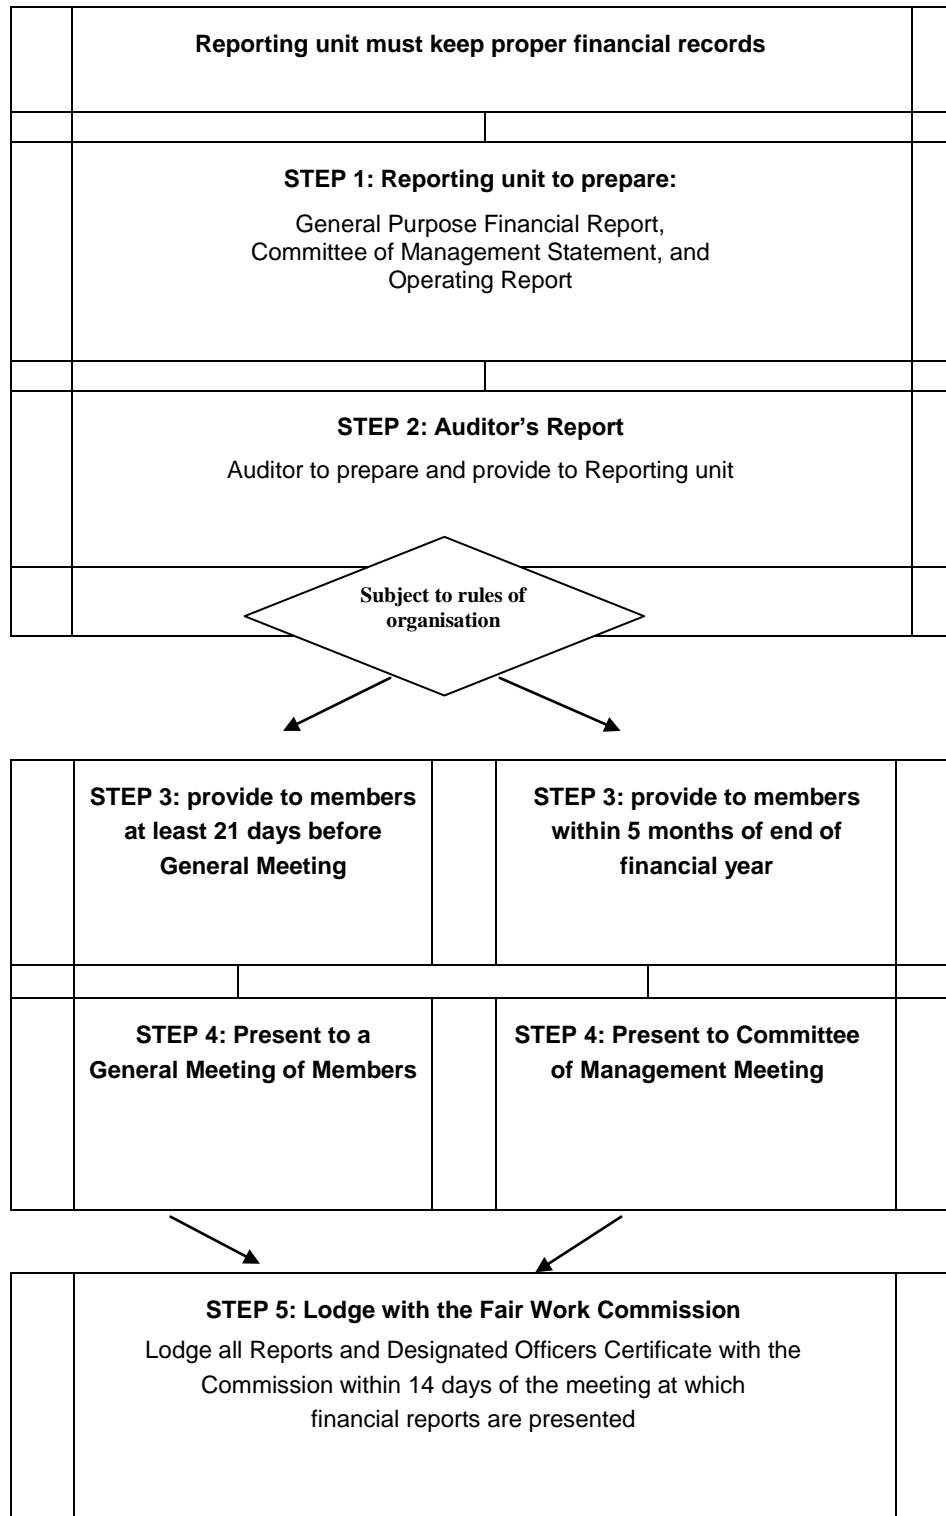 Reporting unit must keep proper financial records
STEP 1: Reporting unit to prepare:
General Purpose Financial Report,
Committee of Management Statement, and
Operating Report
STEP 2: Auditor’s Report
Auditor to prepare and provide to Reporting unit
Subject to rules of
organisation
STEP 3: provide to members
at least 21 days before
General Meeting
STEP 3: provide to members
within 5 months of end of
financial year
STEP 4: Present to a
General Meeting of Members
STEP 4: Present to Committee
of Management Meeting
STEP 5: Lodge with the Fair Work Commission
Lodge all Reports and Designated Officers Certificate with the
Commission within 14 days of the meeting at which
financial reports are presented